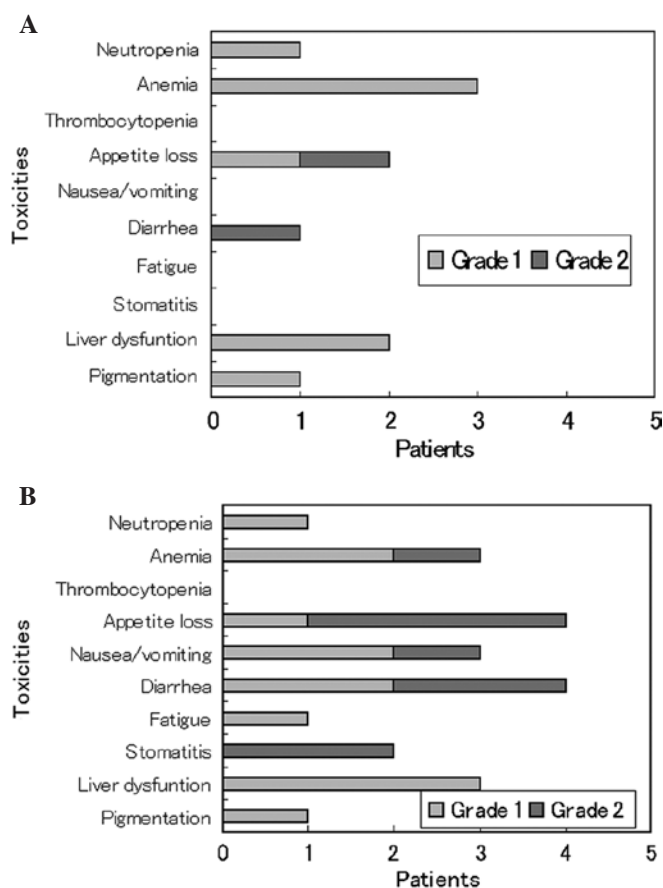 A
Toxicities
Neutropenia
Anemia
Thrombocytopenia
Appetite loss
Nausea/vomiting
Diarrhea
Fatigue
Stomatitis
Liver dysfuntion
Pigmentation
Grade 1 Grade 2
0 1 2 3 4 5
Patients
B
Toxicities
Neutropenia
Anemia
Thrombocytopenia
Appetite loss
Nausea/vomiting
Diarrhea
Fatigue
Stomatitis
Liver dysfuntion
Pigmentation
Grade 1 Grade 2
0 1 2 3 4 5
Patients